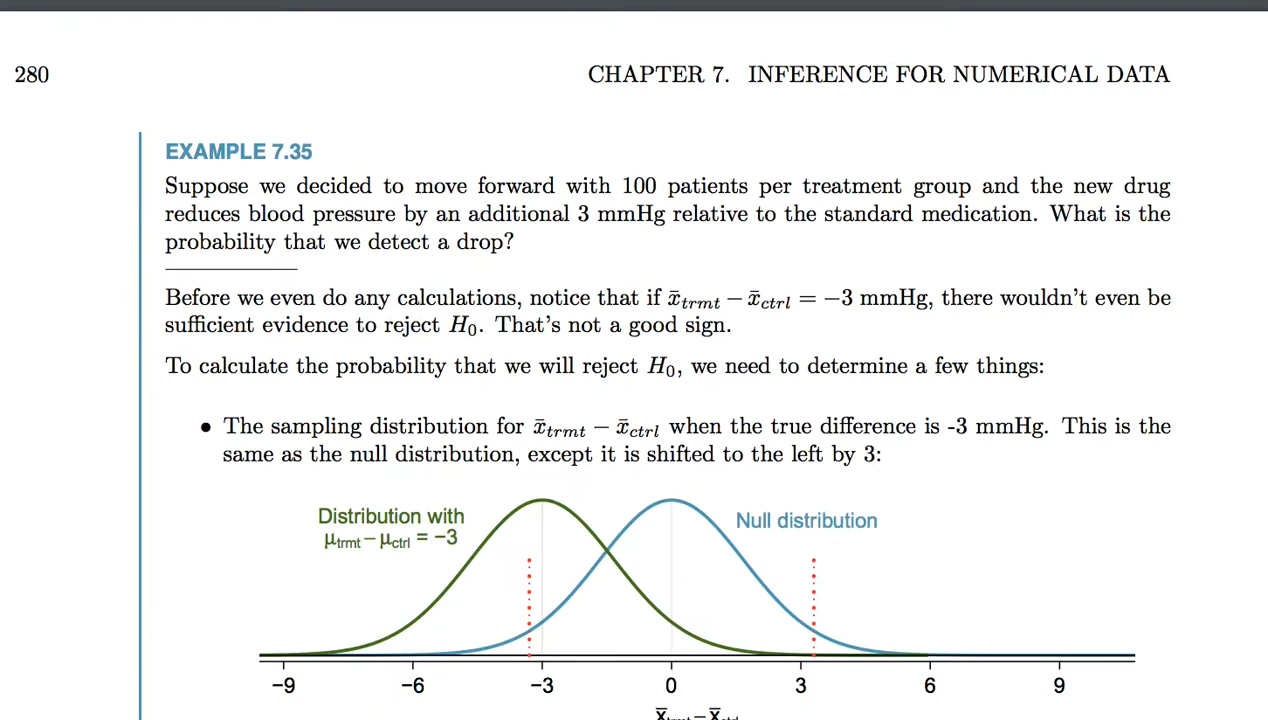 280
CHAPTER 7. INFERENCE FOR NUMERICAL DATA
EXAMPLE 7.35
Suppose we decided to move forward with 100 patients per treatment group and the new drug
reduces blood pressure by an additional 3 mmHg relative to the standard medication. What is the
probability that we detect a drop?
Before we even do any calculations, notice that if x̄trmt − x̄ctrl = −3 mmHg, there wouldn't even be
sufficient evidence to reject H0. That's not a good sign.
To calculate the probability that we will reject H0, we need to determine a few things:
• The sampling distribution for x̄trmt − x̄ctrl when the true difference is -3 mmHg. This is the
same as the null distribution, except it is shifted to the left by 3:
Distribution with
μtrmt − μctrl = −3
Null distribution
−9 −6 −3 0 3 6 9
x̄trmt − x̄ctrl